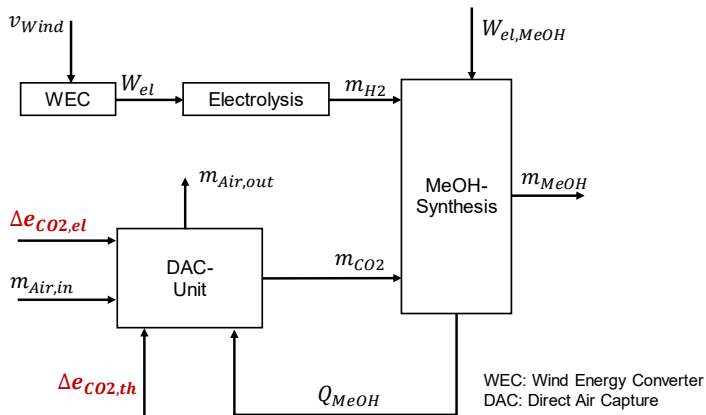 v_Wind
W_el,MeOH
WEC
W_el
Electrolysis
m_H2
m_Air,out
MeOH-
Synthesis
m_MeOH
Δe_CO2,el
DAC-
Unit
m_CO2
m_Air,in
Δe_CO2,th
Q_MeOH
WEC: Wind Energy Converter
DAC: Direct Air Capture